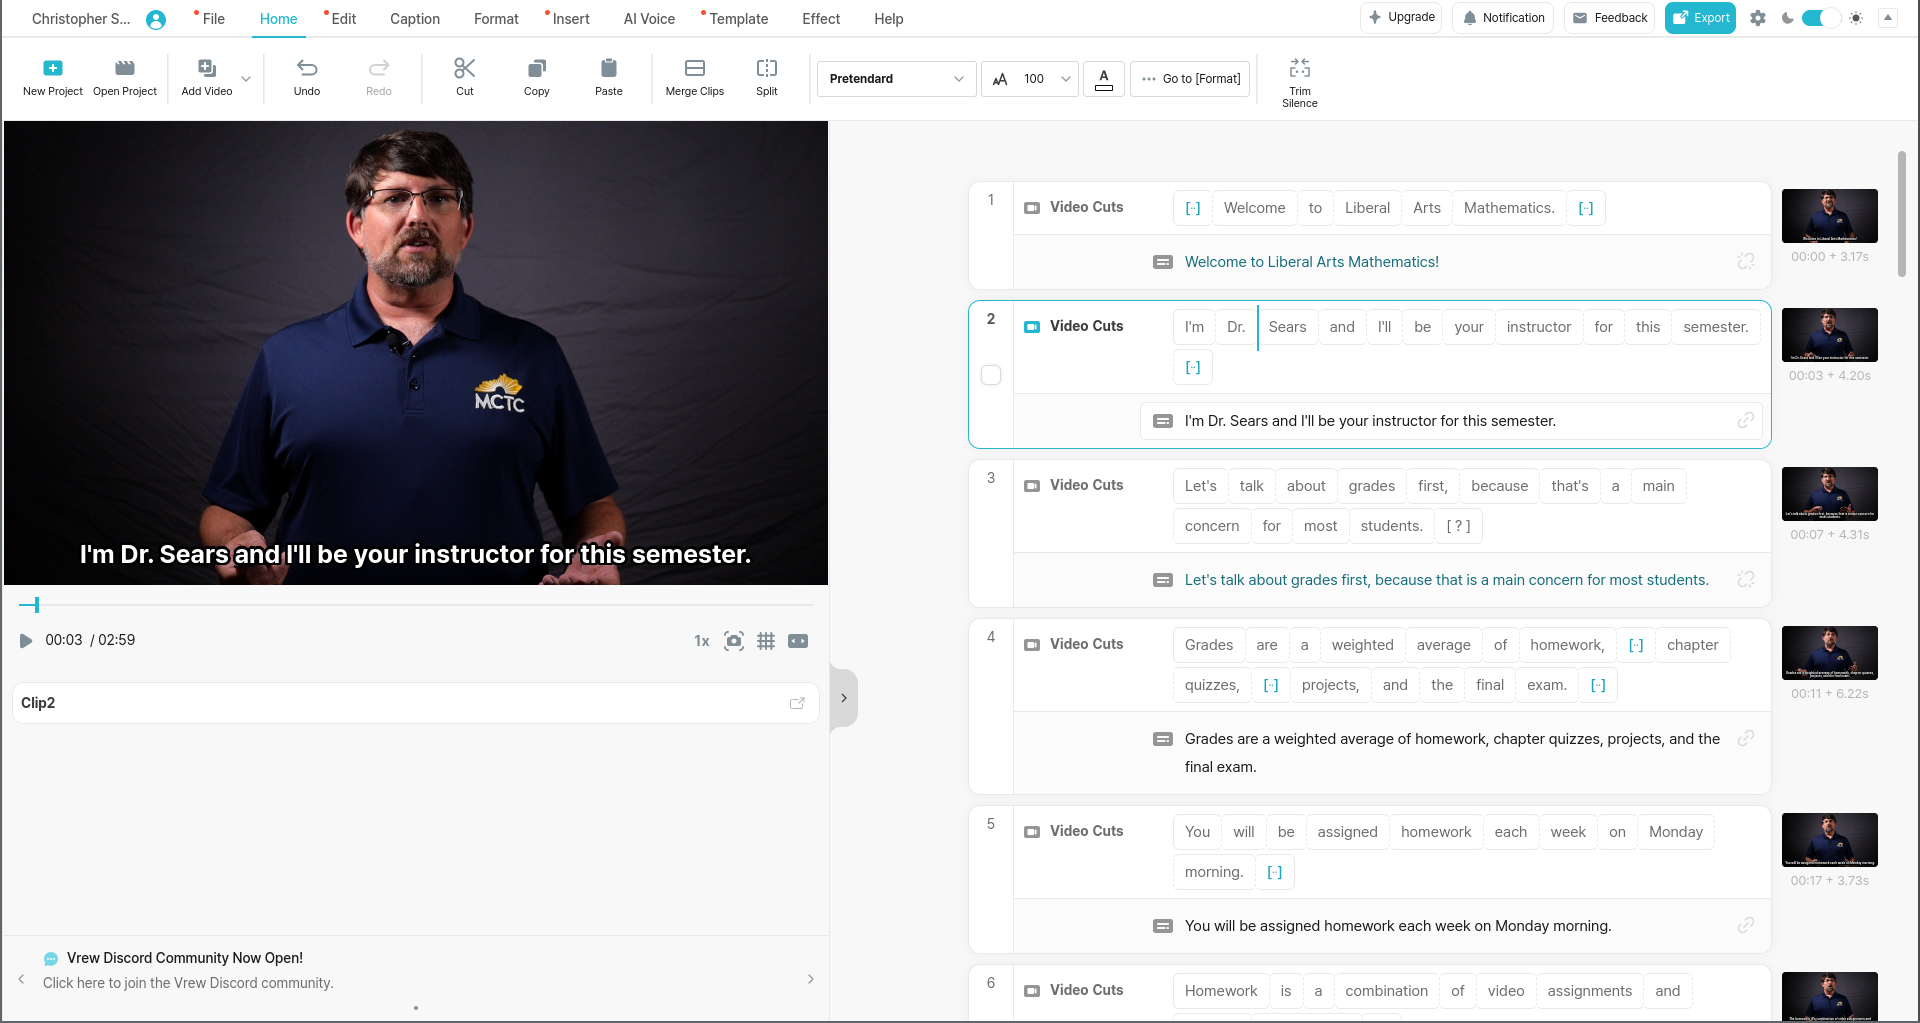 Christopher S...
File
Home
Edit
Caption
Format
Insert
AI Voice
Template
Effect
Help
Upgrade
Notification
Feedback
Export
New Project
Open Project
Add Video
Undo
Redo
Cut
Copy
Paste
Merge Clips
Split
Pretendard
AA 100
A
Go to [Format]
Trim
Silence
MCTC
I'm Dr. Sears and I'll be your instructor for this semester.
00:03 / 02:59
1x
Clip2
Vrew Discord Community Now Open!
Click here to join the Vrew Discord community.
1
Video Cuts
[··] Welcome to Liberal Arts Mathematics. [··]
Welcome to Liberal Arts Mathematics!
00:00 + 3.17s
2
Video Cuts
I'm Dr. Sears and I'll be your instructor for this semester.
[··]
I'm Dr. Sears and I'll be your instructor for this semester.
00:03 + 4.20s
3
Video Cuts
Let's talk about grades first, because that's a main
concern for most students. [ ? ]
Let's talk about grades first, because that is a main concern for most students.
00:07 + 4.31s
4
Video Cuts
Grades are a weighted average of homework, [··] chapter
quizzes, [··] projects, and the final exam. [··]
Grades are a weighted average of homework, chapter quizzes, projects, and the
final exam.
00:11 + 6.22s
5
Video Cuts
You will be assigned homework each week on Monday
morning. [··]
You will be assigned homework each week on Monday morning.
00:17 + 3.73s
6
Video Cuts
Homework is a combination of video assignments and